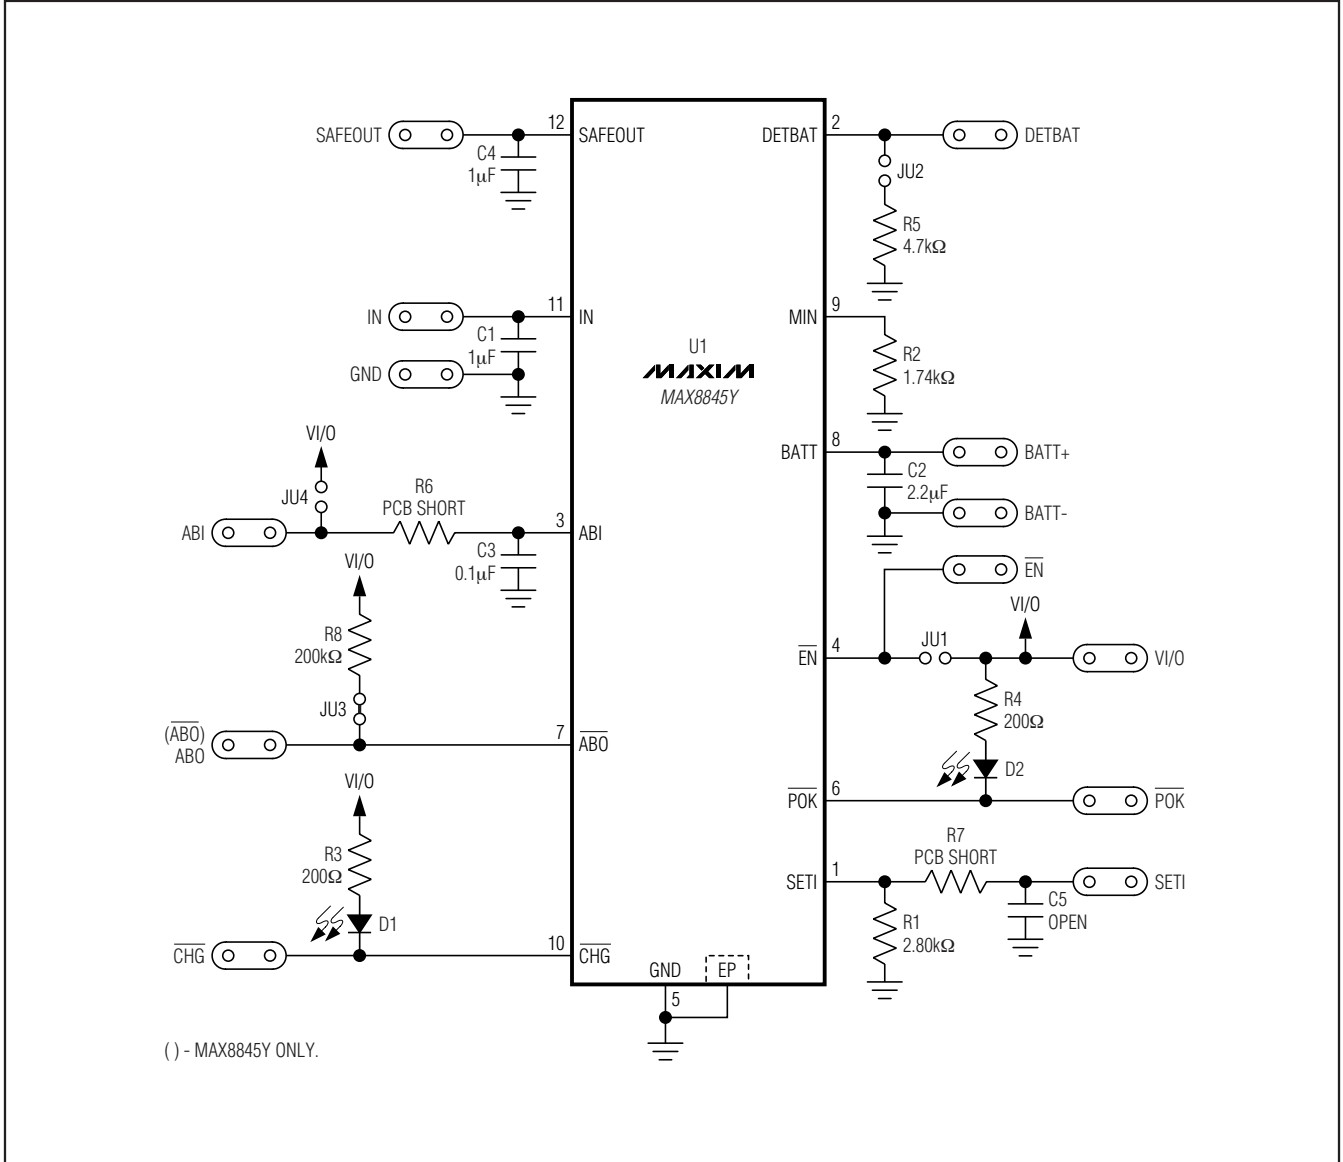 SAFEOUT
12
SAFEOUT
C4
1µF
DETBAT
2
DETBAT
JU2
R5
4.7kΩ
IN
11
IN
C1
1µF
GND
MIN
9
R2
1.74kΩ
U1
MAXIM
MAX8845Y
BATT
8
BATT+
C2
2.2µF
BATT-
VI/O
JU4
R6
PCB SHORT
ABI
3
ABI
C3
0.1µF
VI/O
R8
200kΩ
JU3
(ABO)
ABO
7
ABO
EN
VI/O
EN
4
JU1
VI/O
R4
200Ω
D2
POK
6
POK
VI/O
R3
200Ω
D1
CHG
10
CHG
R7
PCB SHORT
SETI
1
SETI
C5
OPEN
R1
2.80kΩ
GND
EP
5
( ) - MAX8845Y ONLY.